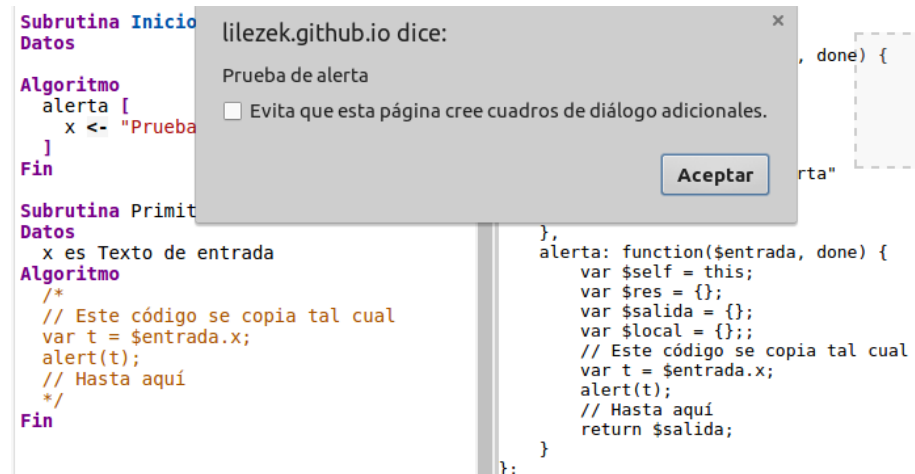 Subrutina Inicio
Datos
Algoritmo
alerta [
x <- "Prueba
]
Fin
Subrutina Primit
Datos
x es Texto de entrada
Algoritmo
/*
// Este código se copia tal cual
var t = $entrada.x;
alert(t);
// Hasta aquí
*/
Fin
lilezek.github.io dice:
×
Prueba de alerta
Evita que esta página cree cuadros de diálogo adicionales.
Aceptar
, done) {
rta"
},
alerta: function($entrada, done) {
var $self = this;
var $res = {};
var $salida = {};
var $local = {};;
// Este código se copia tal cual
var t = $entrada.x;
alert(t);
// Hasta aquí
return $salida;
}
};